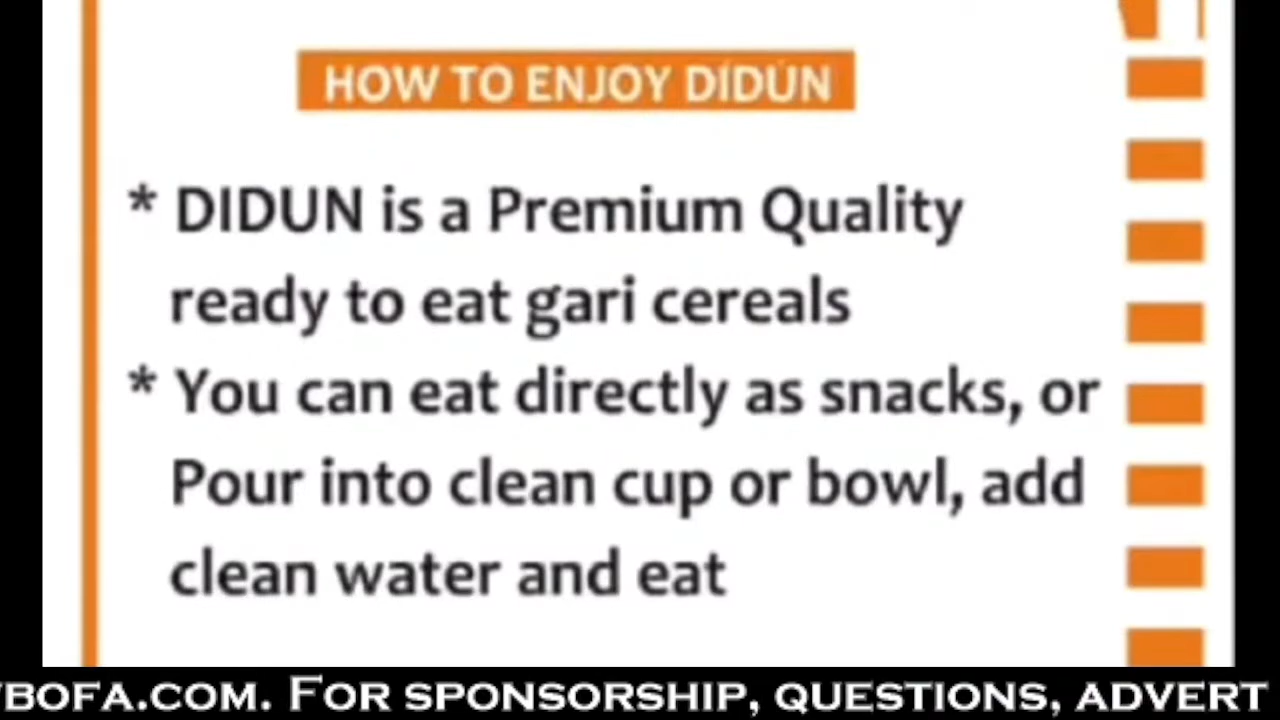 HOW TO ENJOY DÍDÚN
* DIDUN is a Premium Quality
ready to eat gari cereals
* You can eat directly as snacks, or
Pour into clean cup or bowl, add
clean water and eat
BOFA.COM. FOR SPONSORSHIP, QUESTIONS, ADVERT